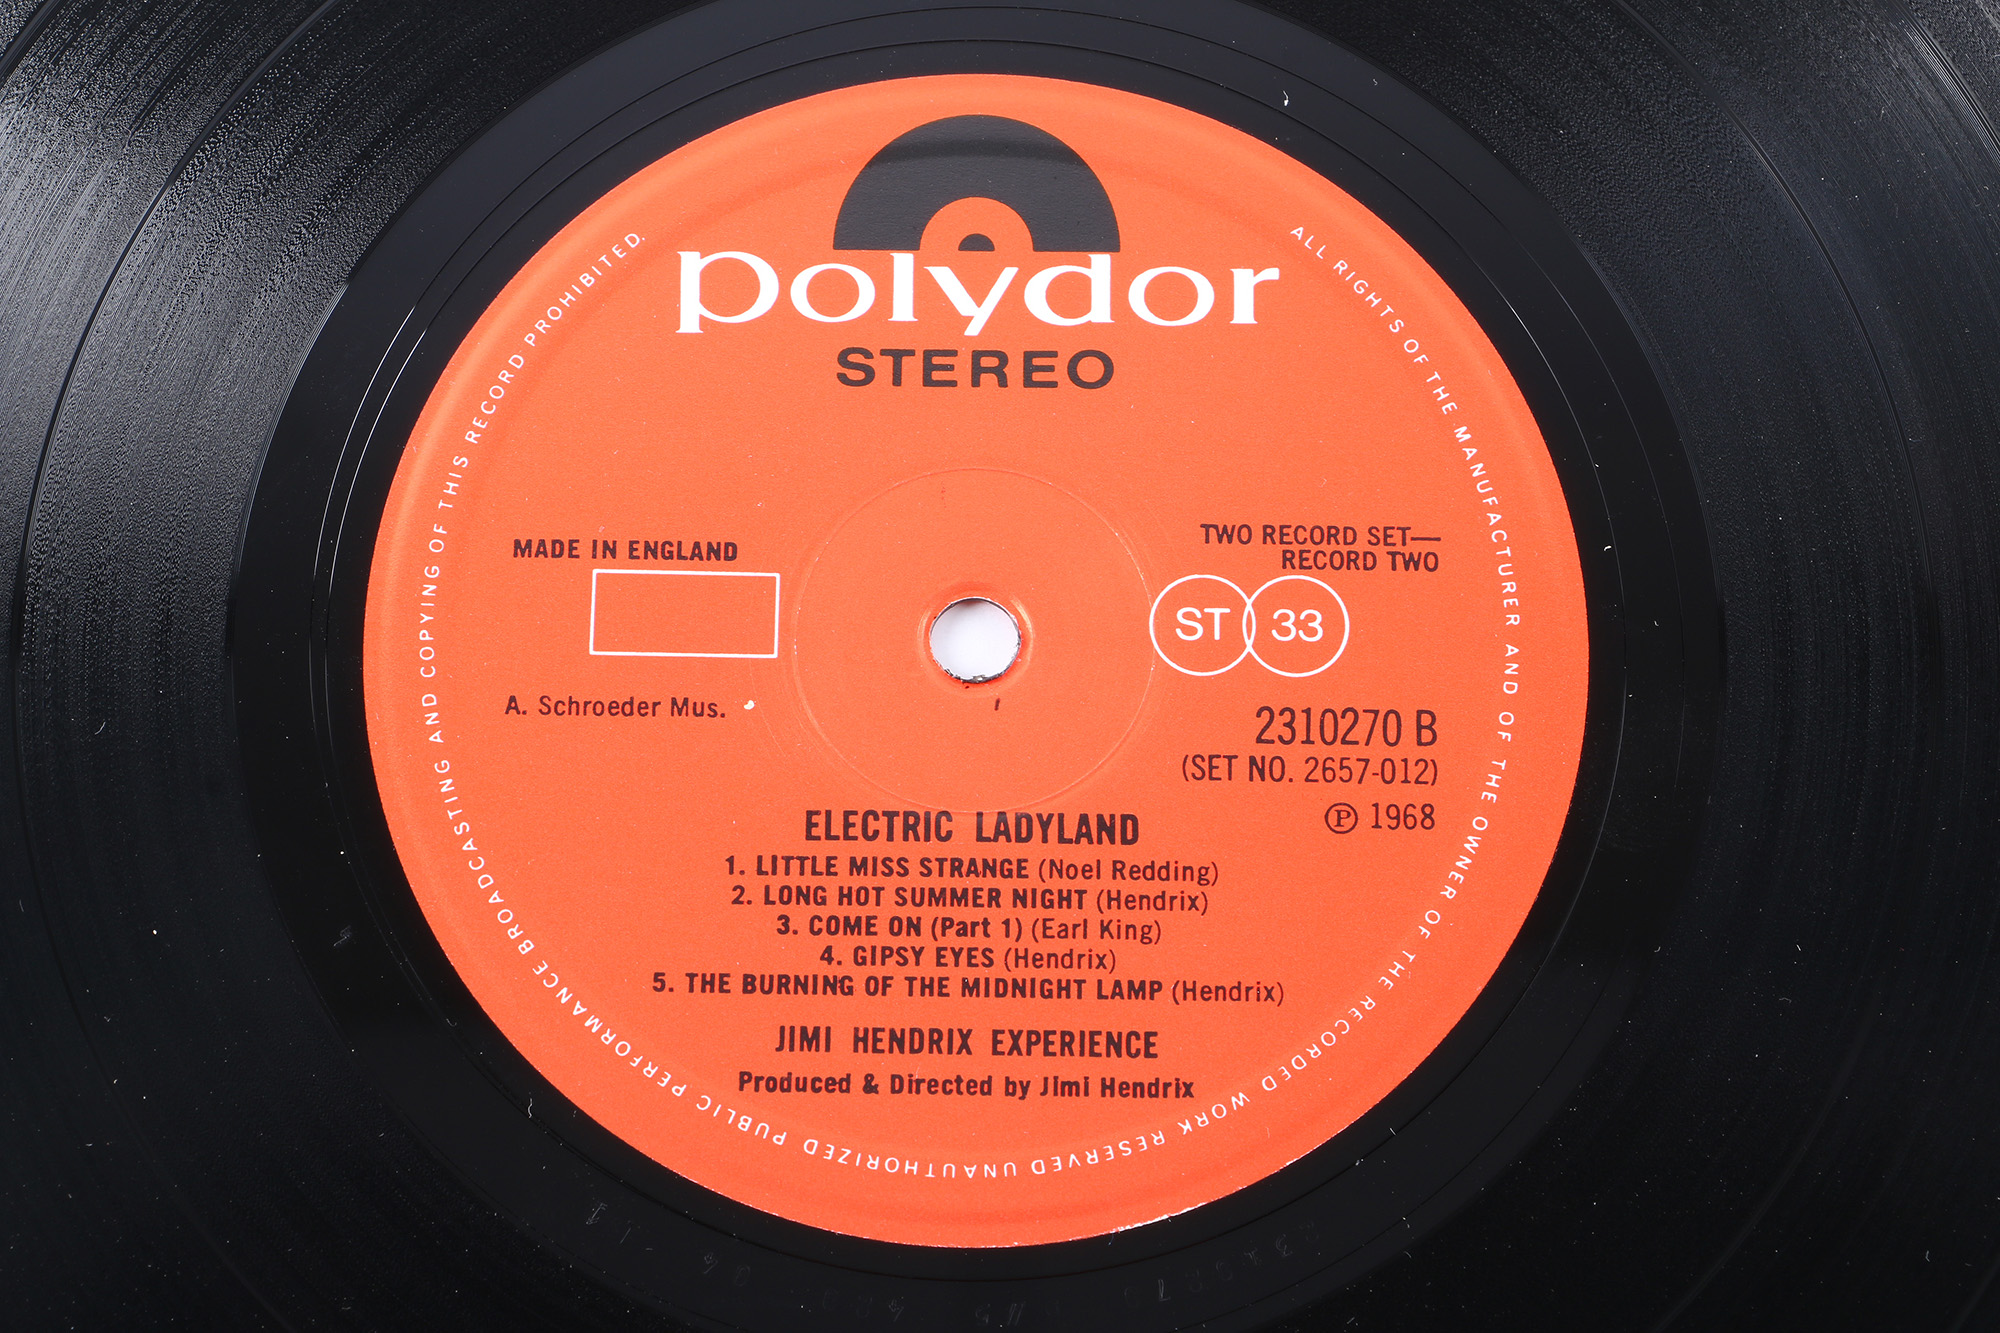 polydor
STEREO
MADE IN ENGLAND
TWO RECORD SET—
RECORD TWO
ST 33
A. Schroeder Mus.
2310270 B
(SET NO. 2657-012)
Ⓟ 1968
ELECTRIC LADYLAND
1. LITTLE MISS STRANGE (Noel Redding)
2. LONG HOT SUMMER NIGHT (Hendrix)
3. COME ON (Part 1) (Earl King)
4. GIPSY EYES (Hendrix)
5. THE BURNING OF THE MIDNIGHT LAMP (Hendrix)
JIMI HENDRIX EXPERIENCE
Produced & Directed by Jimi Hendrix
ALL RIGHTS OF THE MANUFACTURER AND OF THE OWNER OF THE RECORDED WORK RESERVED UNAUTHORIZED PUBLIC PERFORMANCE BROADCASTING AND COPYING OF THIS RECORD PROHIBITED.